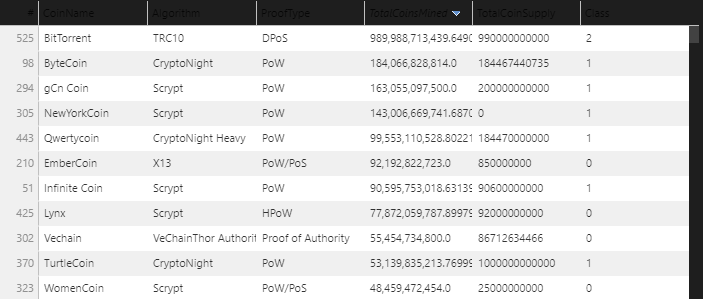 # CoinName Algorithm ProofType TotalCoinsMined TotalCoinSupply Class
525 BitTorrent TRC10 DPoS 989,988,713,439.6490 990000000000 2
98 ByteCoin CryptoNight PoW 184,066,828,814.0 184467440735 1
294 gCn Coin Scrypt PoW 163,055,097,500.0 200000000000 1
305 NewYorkCoin Scrypt PoW 143,006,669,741.6870 0 1
443 Qwertycoin CryptoNight Heavy PoW 99,553,110,528.80221 184470000000 1
210 EmberCoin X13 PoW/PoS 92,192,822,723.0 850000000 0
51 Infinite Coin Scrypt PoW 90,595,753,018.63139 90600000000 1
425 Lynx Scrypt HPoW 77,872,059,787.89979 92000000000 0
302 Vechain VeChainThor Authorit Proof of Authority 55,454,734,800.0 86712634466 0
370 TurtleCoin CryptoNight PoW 53,139,835,213.76999 1000000000000 1
323 WomenCoin Scrypt PoW/PoS 48,459,472,454.0 25000000000 0